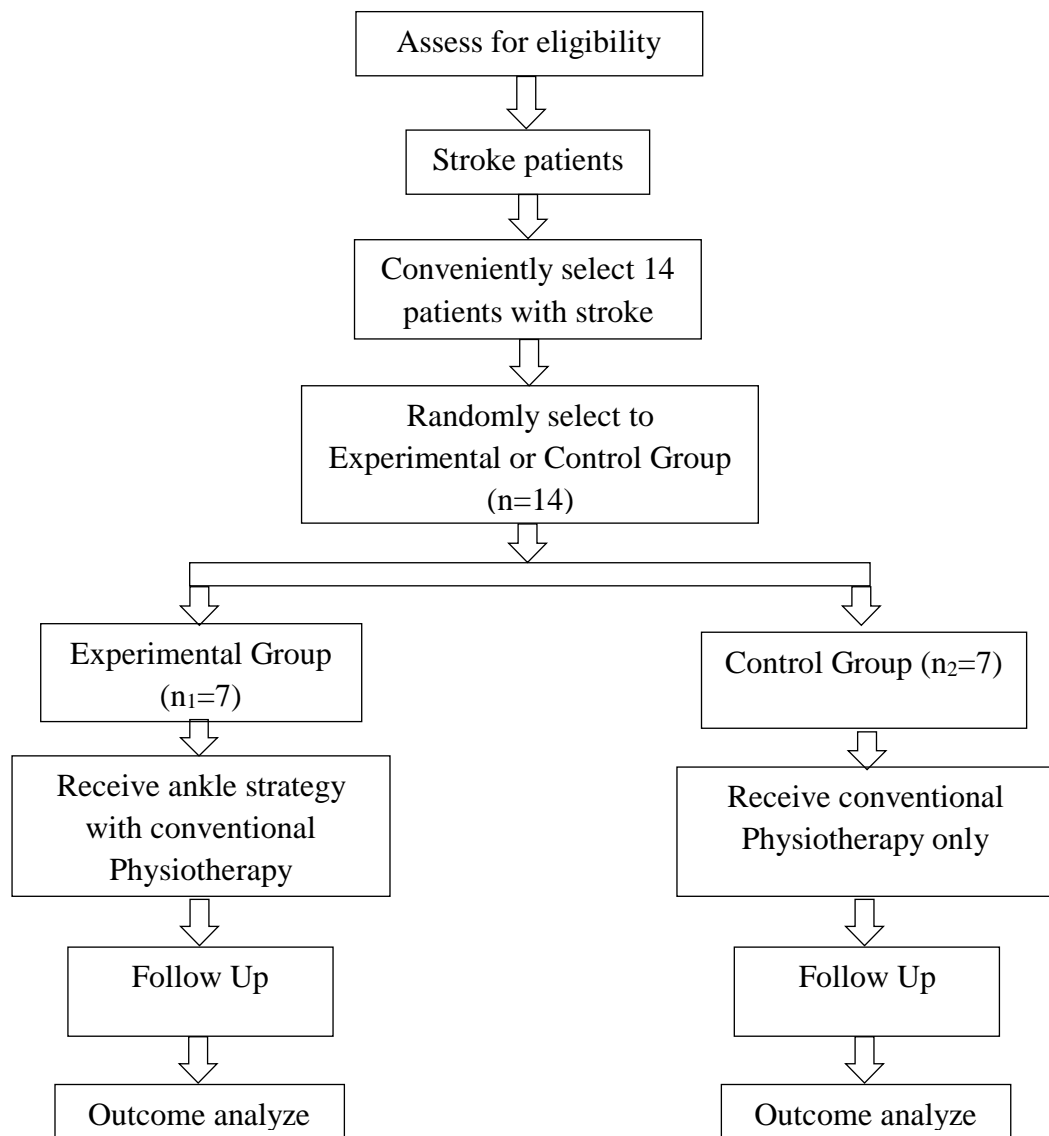 Assess for eligibility
Stroke patients
Conveniently select 14
patients with stroke
Randomly select to
Experimental or Control Group
(n=14)
Experimental Group
(n₁=7)
Control Group (n₂=7)
Receive ankle strategy
with conventional
Physiotherapy
Receive conventional
Physiotherapy only
Follow Up
Follow Up
Outcome analyze
Outcome analyze